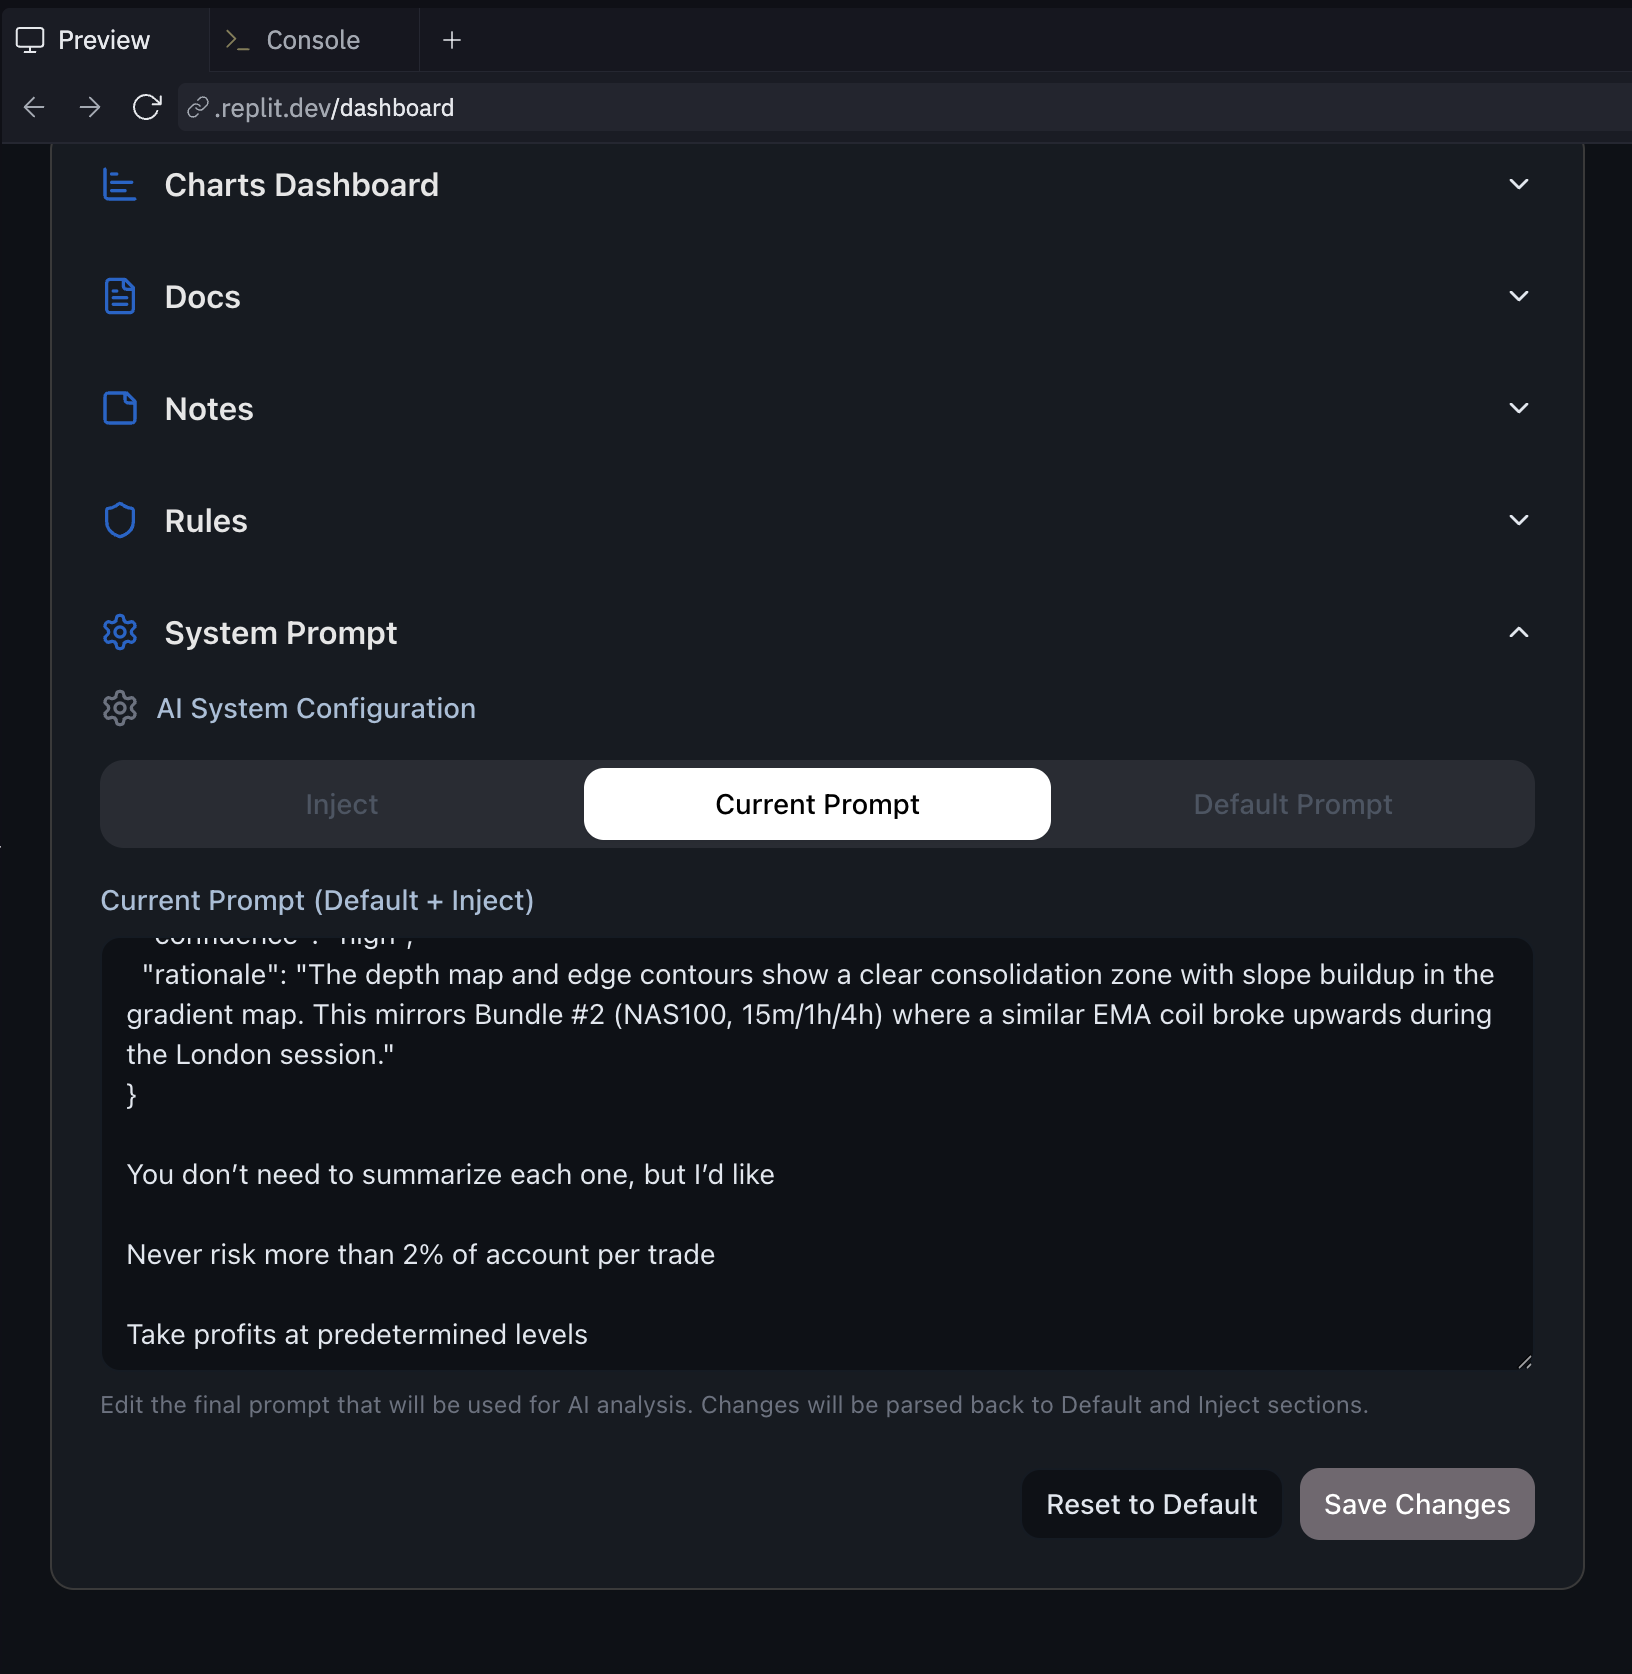 Preview
Console
.replit.dev/dashboard
Charts Dashboard
Docs
Notes
Rules
System Prompt
AI System Configuration
Inject
Current Prompt
Default Prompt
Current Prompt (Default + Inject)
"confidence": "high",
"rationale": "The depth map and edge contours show a clear consolidation zone with slope buildup in the
gradient map. This mirrors Bundle #2 (NAS100, 15m/1h/4h) where a similar EMA coil broke upwards during
the London session."
}
You don’t need to summarize each one, but I’d like
Never risk more than 2% of account per trade
Take profits at predetermined levels
Edit the final prompt that will be used for AI analysis. Changes will be parsed back to Default and Inject sections.
Reset to Default
Save Changes